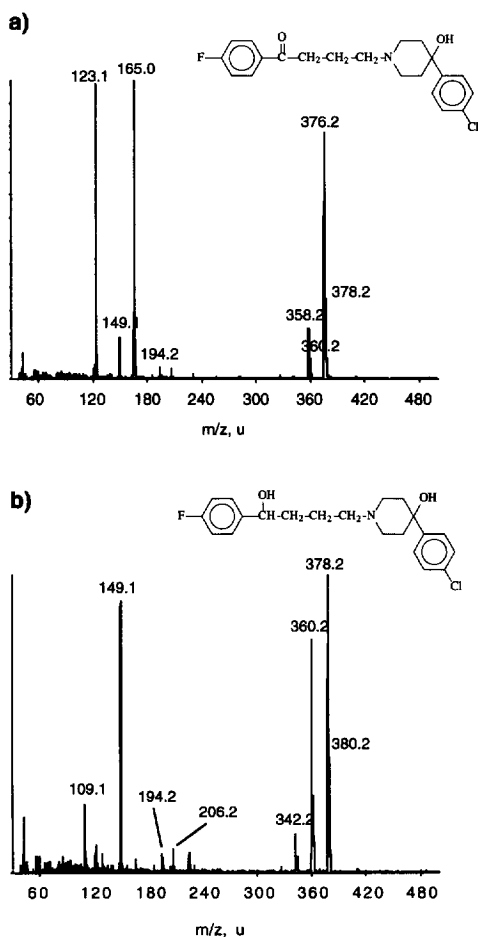 a)
F
O
C-CH2-CH2-CH2-N
OH
Cl
123.1
165.0
376.2
378.2
149.
358.2
360.2
194.2
60 120 180 240 300 360 420 480
m/z, u
b)
OH
F
CH-CH2-CH2-CH2-N
OH
Cl
378.2
149.1
360.2
380.2
109.1
194.2
206.2
342.2
60 120 180 240 300 360 420 480
m/z, u